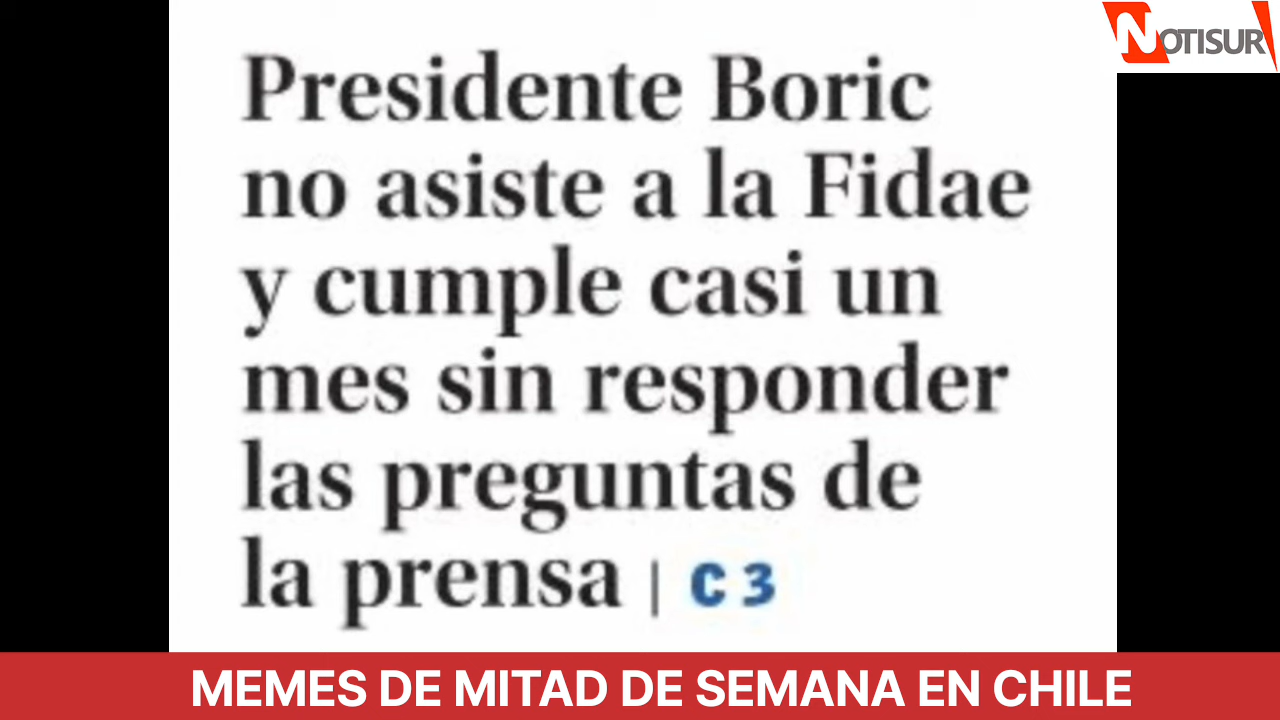 NOTISUR
Presidente Boric
no asiste a la Fidae
y cumple casi un
mes sin responder
las preguntas de
la prensa | C 3
MEMES DE MITAD DE SEMANA EN CHILE